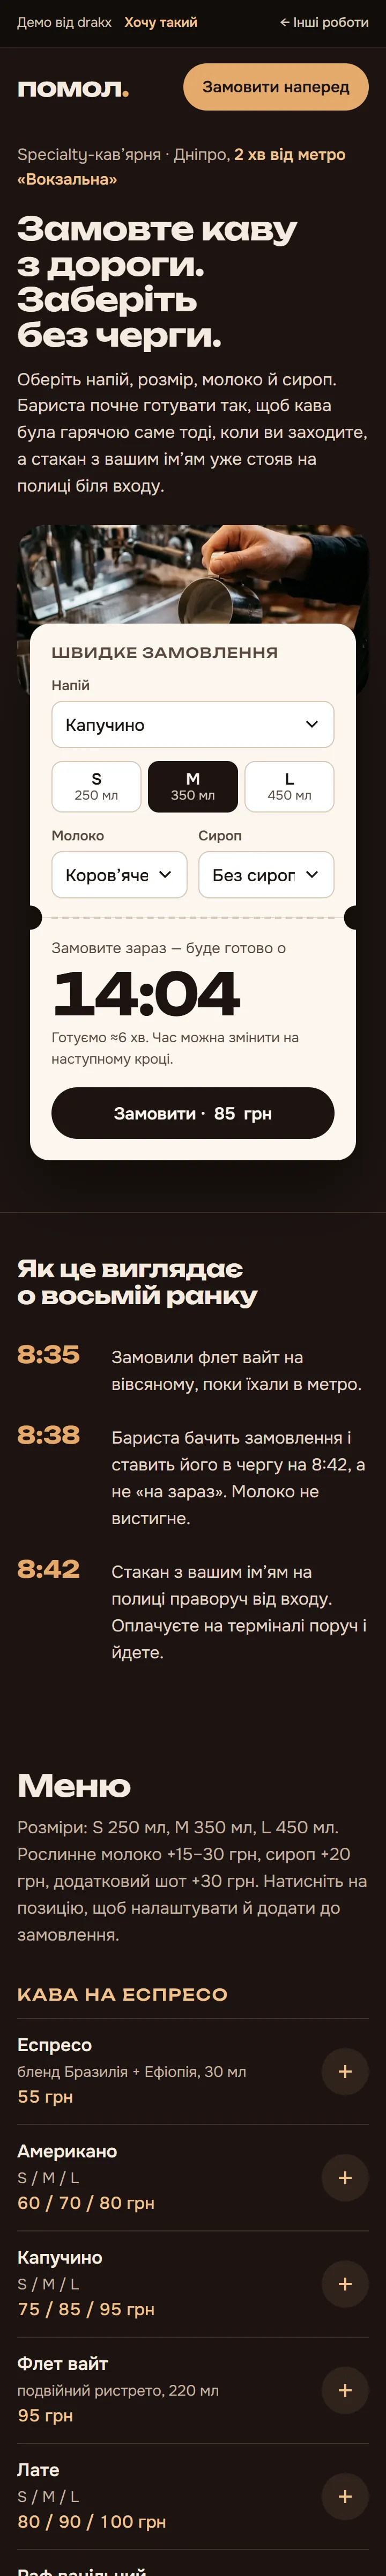 Демо від drakx Хочу такий ← Інші роботи
помол. Замовити наперед
Specialty-кав’ярня · Дніпро, 2 хв від метро
«Вокзальна»
Замовте каву
з дороги.
Заберіть
без черги.
Оберіть напій, розмір, молоко й сироп.
Бариста почне готувати так, щоб кава
була гарячою саме тоді, коли ви заходите,
а стакан з вашим ім’ям уже стояв на
полиці біля входу.
ШВИДКЕ ЗАМОВЛЕННЯ
Напій
Капучино
S M L
250 мл 350 мл 450 мл
Молоко Сироп
Коров’яче Без сироп
Замовте зараз — буде готово о
14:04
Готуємо ≈6 хв. Час можна змінити на
наступному кроці.
Замовити · 85 грн
Як це виглядає
о восьмій ранку
8:35 Замовили флет вайт на
вівсяному, поки їхали в метро.
8:38 Бариста бачить замовлення і
ставить його в чергу на 8:42, а
не «на зараз». Молоко не
вистигне.
8:42 Стакан з вашим ім’ям на
полиці праворуч від входу.
Оплачуєте на терміналі поруч і
йдете.
Меню
Розміри: S 250 мл, M 350 мл, L 450 мл.
Рослинне молоко +15–30 грн, сироп +20
грн, додатковий шот +30 грн. Натисніть на
позицію, щоб налаштувати й додати до
замовлення.
КАВА НА ЕСПРЕСО
Еспресо
бленд Бразилія + Ефіопія, 30 мл
55 грн
+
Американо
S / M / L
60 / 70 / 80 грн
+
Капучино
S / M / L
75 / 85 / 95 грн
+
Флет вайт
подвійний ристрето, 220 мл
95 грн
+
Лате
S / M / L
80 / 90 / 100 грн
+
Раф ванільний